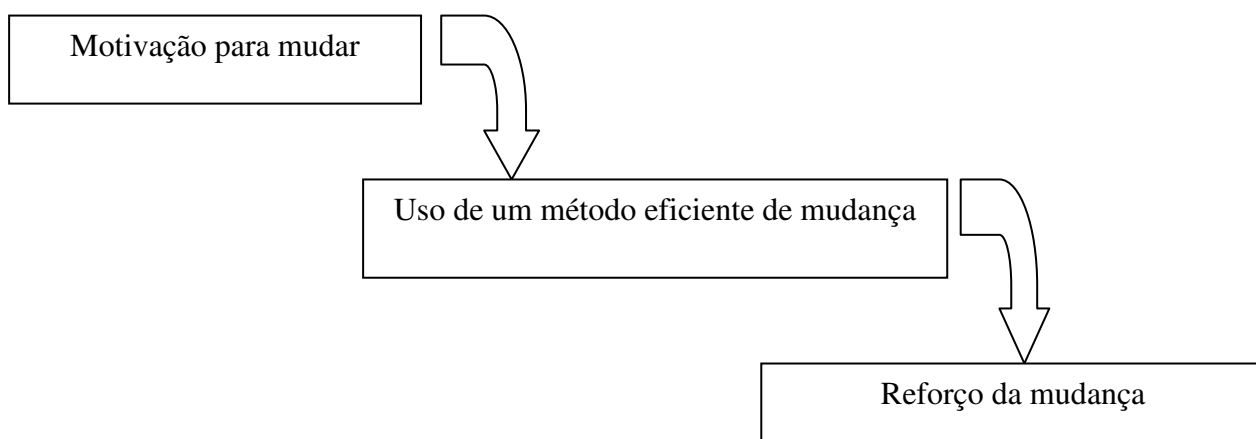 Motivação para mudar
Uso de um método eficiente de mudança
Reforço da mudança